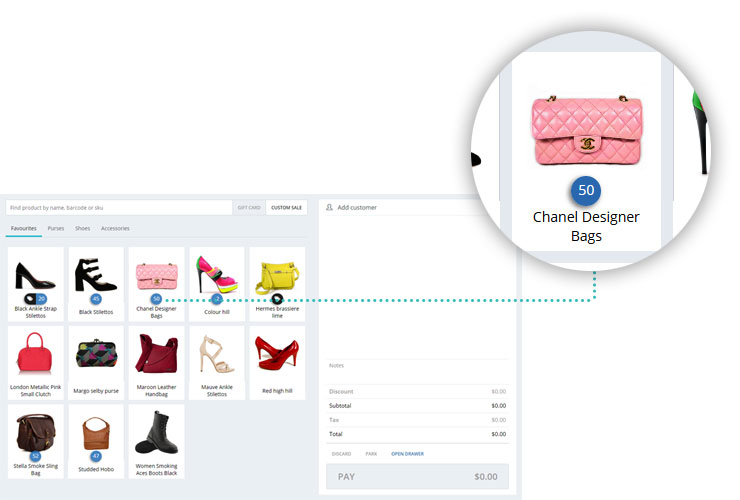 50
Chanel Designer
Bags
Find product by name, barcode or sku
GIFT CARD
CUSTOM SALE
Add customer
Favourites
Purses
Shoes
Accessories
20
Black Ankle Strap
Stilettos
45
Black Stilettos
50
Chanel Designer
Bags
Colour hill
Hermes brassiere
lime
London Metallic Pink
Small Clutch
Margo selby purse
Maroon Leather
Handbag
Mauve Ankle
Stilettos
Red high hill
52
Stella Smoke Sling
Bag
47
Studded Hobo
Women Smoking
Aces Boots Black
Notes
Discount $0.00
Subtotal $0.00
Tax $0.00
Total $0.00
DISCARD
PARK
OPEN DRAWER
PAY $0.00